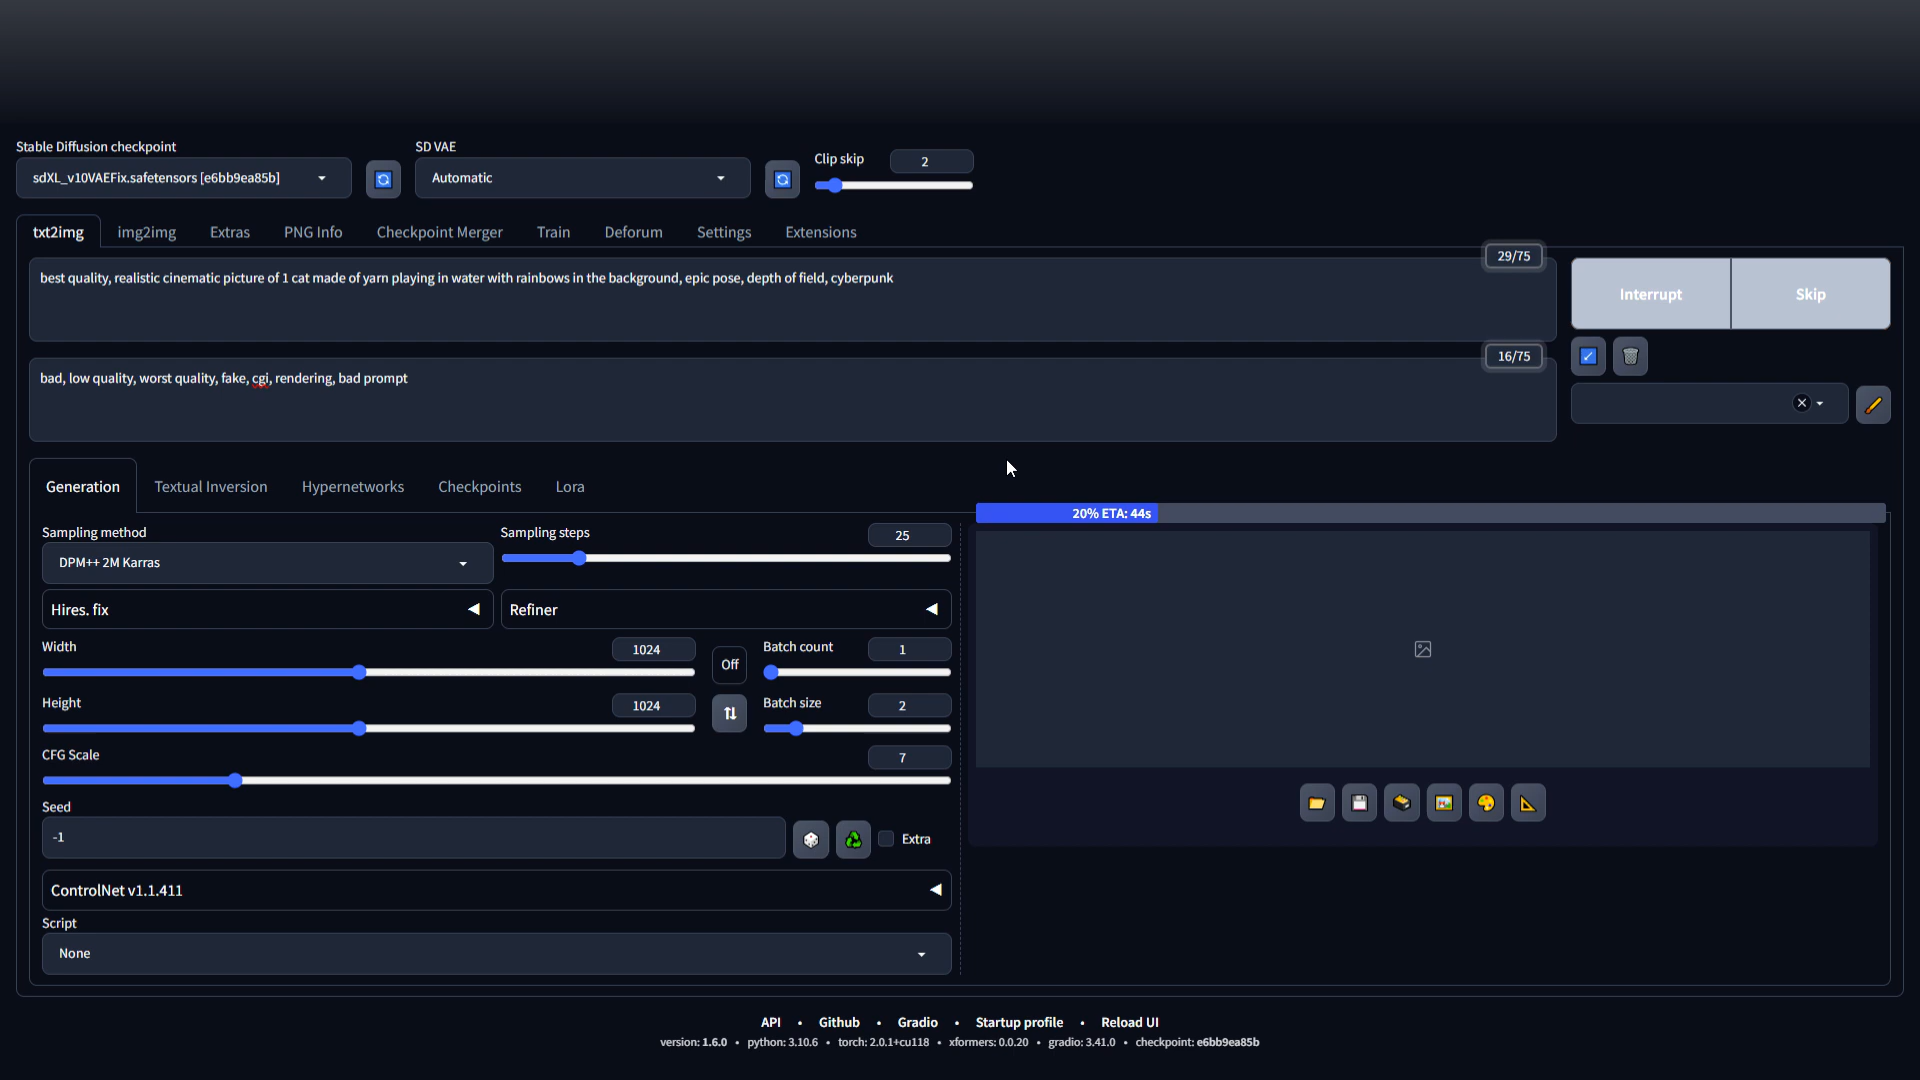 Stable Diffusion checkpoint
sdXL_v10VAEFix.safetensors [e6bb9ea85b]
SD VAE
Automatic
Clip skip
2
txt2img
img2img
Extras
PNG Info
Checkpoint Merger
Train
Deforum
Settings
Extensions
29/75
best quality, realistic cinematic picture of 1 cat made of yarn playing in water with rainbows in the background, epic pose, depth of field, cyberpunk
Interrupt
Skip
16/75
bad, low quality, worst quality, fake, cgi, rendering, bad prompt
Generation
Textual Inversion
Hypernetworks
Checkpoints
Lora
20% ETA: 44s
Sampling method
DPM++ 2M Karras
Sampling steps
25
Hires. fix
Refiner
Width
1024
Off
Batch count
1
Height
1024
Batch size
2
CFG Scale
7
Seed
-1
Extra
ControlNet v1.1.411
Script
None
API • Github • Gradio • Startup profile • Reload UI
version: 1.6.0 • python: 3.10.6 • torch: 2.0.1+cu118 • xformers: 0.0.20 • gradio: 3.41.0 • checkpoint: e6bb9ea85b